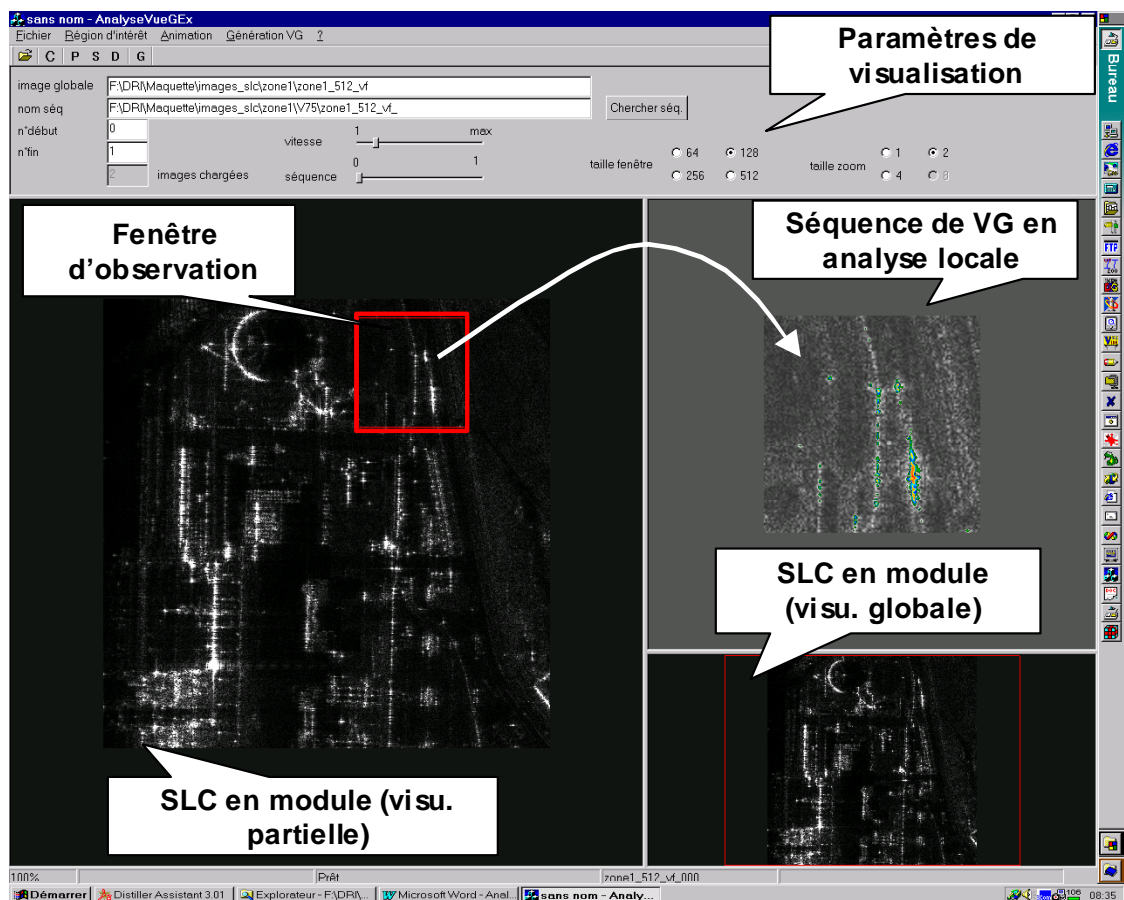 sans nom - AnalyseVueGEx
Fichier Région d'intérêt Animation Génération VG ?
C P S D G
Paramètres de
visualisation
image globale F:\DRI\Maquette\images_slc\zone1\zone1_512_vf
nom séq F:\DRI\Maquette\images_slc\zone1\V75\zone1_512_vf_ Chercher séq.
n°début 0
n°fin 1
2 images chargées
vitesse 1 max
séquence 0 1
taille fenêtre 64 128
256 512
taille zoom 1 2
4 8
Bureau
Fenêtre
d'observation
Séquence de VG en
analyse locale
SLC en module
(visu. globale)
SLC en module (visu.
partielle)
100% Prêt zone1_512_vf_000
Démarrer Distiller Assistant 3.01 Explorateur - F:\DRI\... Microsoft Word - Anal... sans nom - Analy... 106 08:35